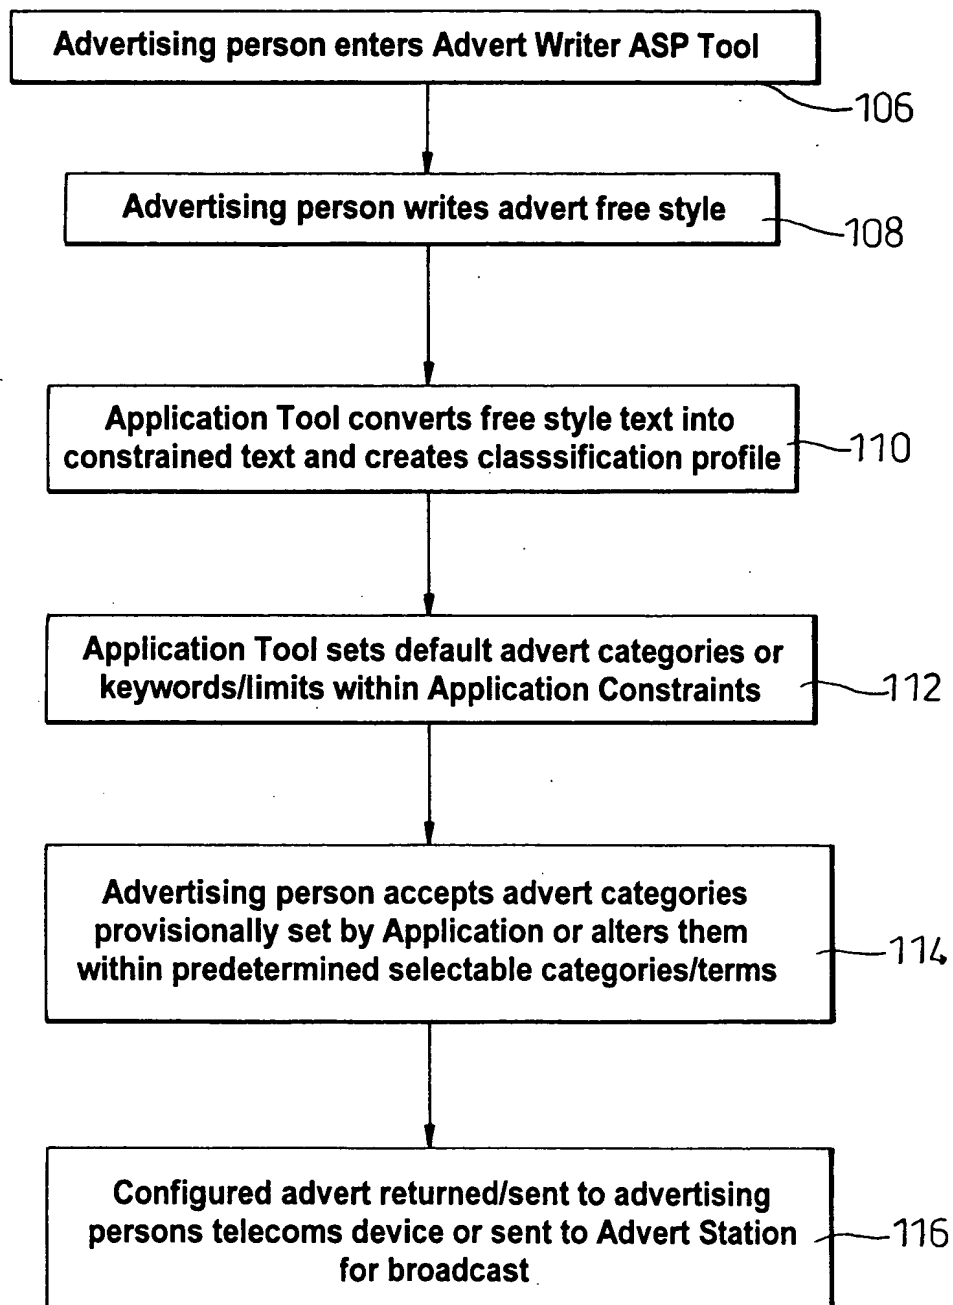 Advertising person enters Advert Writer ASP Tool
106
Advertising person writes advert free style
108
Application Tool converts free style text into
constrained text and creates classsification profile
110
Application Tool sets default advert categories or
keywords/limits within Application Constraints
112
Advertising person accepts advert categories
provisionally set by Application or alters them
within predetermined selectable categories/terms
114
Configured advert returned/sent to advertising
persons telecoms device or sent to Advert Station
for broadcast
116